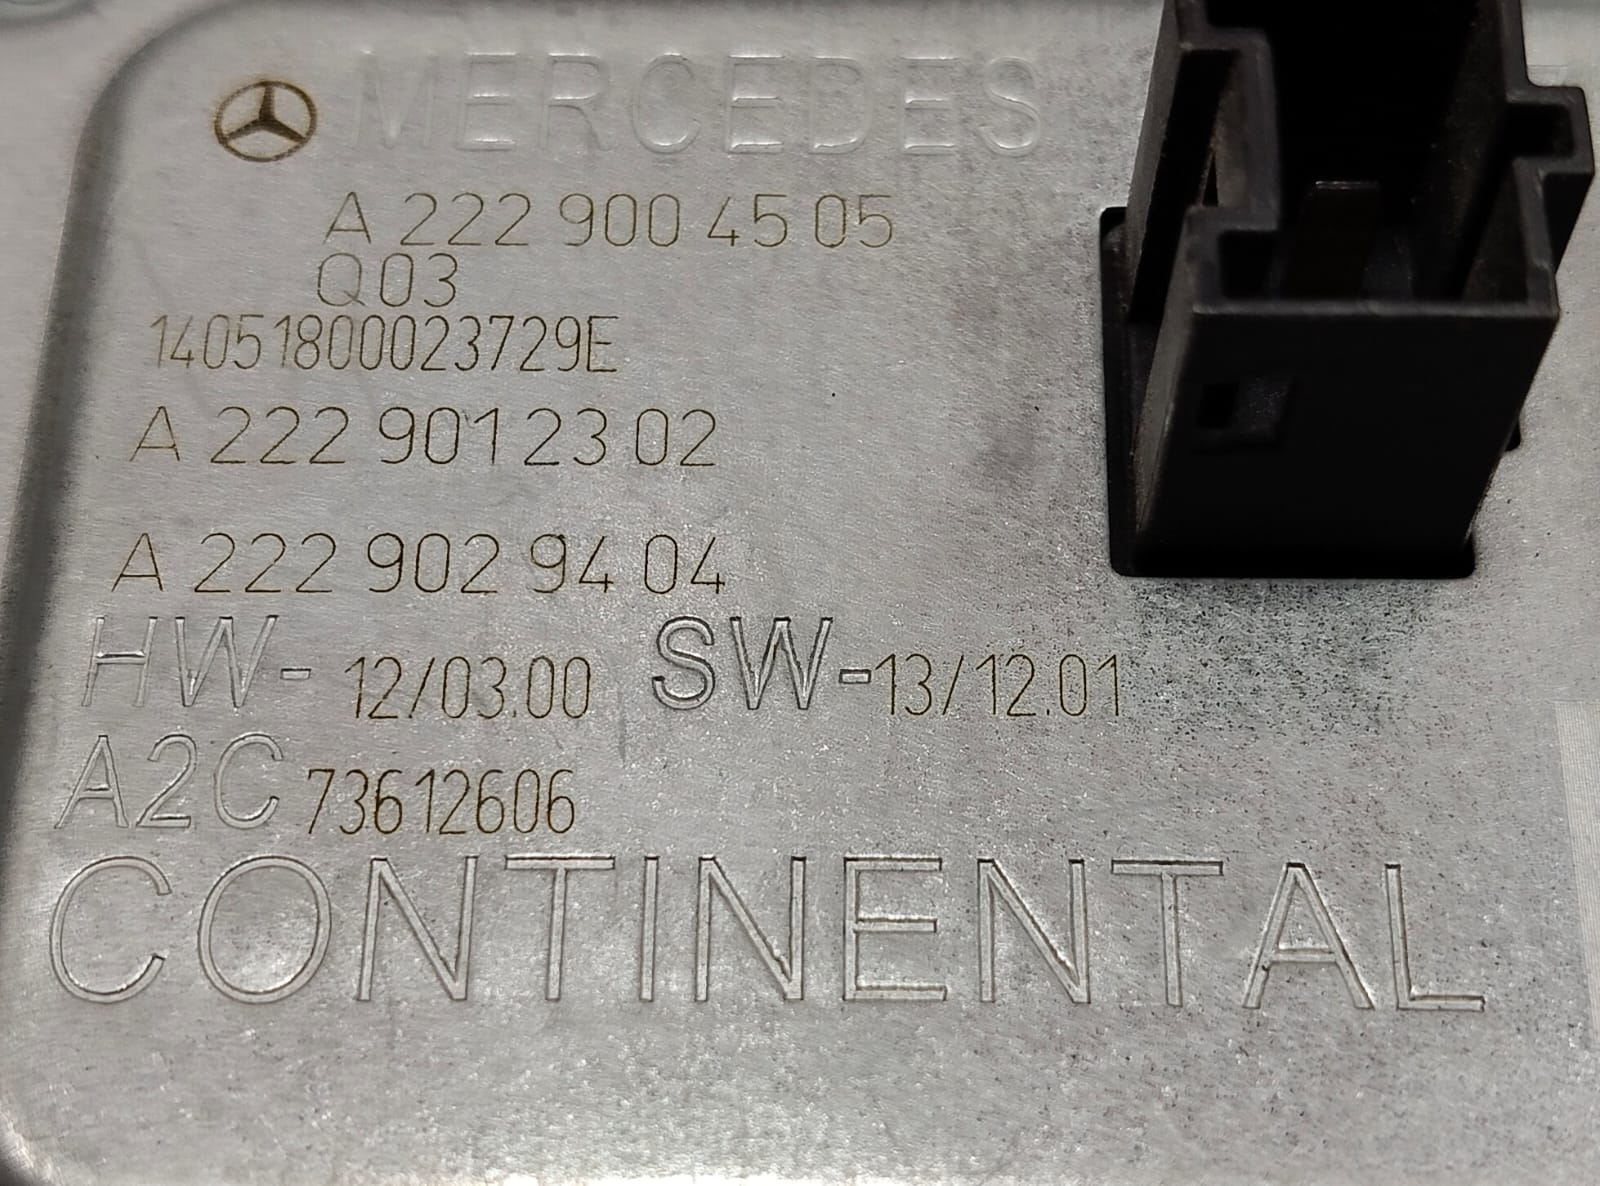 MERCEDES
A 222 900 45 05
Q03
14051800023729E
A 222 901 23 02
A 222 902 94 04
HW- 12/03.00 SW-13/12.01
A2C 73612606
CONTINENTAL